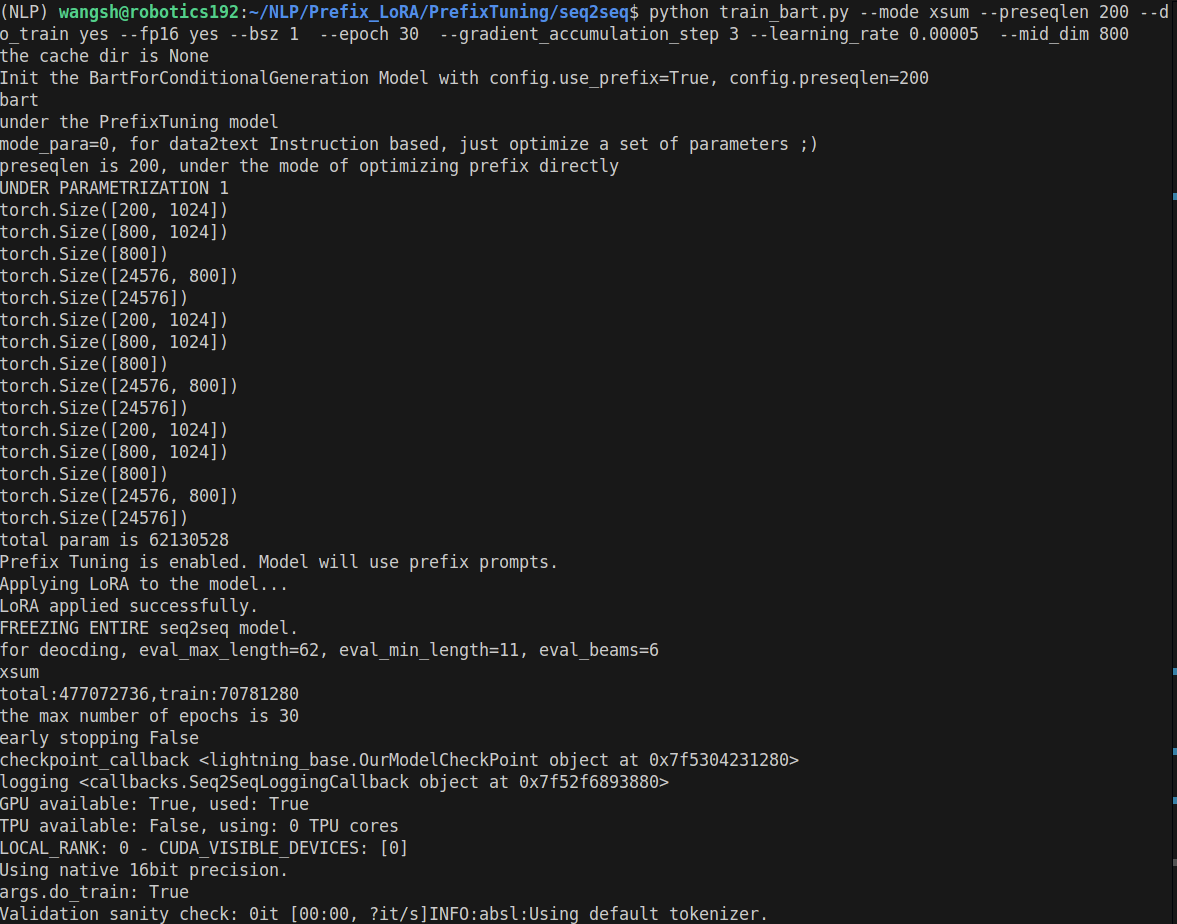 (NLP) wangsh@robotics192:~/NLP/Prefix_LoRA/PrefixTuning/seq2seq$ python train_bart.py --mode xsum --preseqlen 200 --d
o_train yes --fp16 yes --bsz 1  --epoch 30  --gradient_accumulation_step 3 --learning_rate 0.00005  --mid_dim 800
the cache dir is None
Init the BartForConditionalGeneration Model with config.use_prefix=True, config.preseqlen=200
bart
under the PrefixTuning model
mode_para=0, for data2text Instruction based, just optimize a set of parameters ;)
preseqlen is 200, under the mode of optimizing prefix directly
UNDER PARAMETRIZATION 1
torch.Size([200, 1024])
torch.Size([800, 1024])
torch.Size([800])
torch.Size([24576, 800])
torch.Size([24576])
torch.Size([200, 1024])
torch.Size([800, 1024])
torch.Size([800])
torch.Size([24576, 800])
torch.Size([24576])
torch.Size([200, 1024])
torch.Size([800, 1024])
torch.Size([800])
torch.Size([24576, 800])
torch.Size([24576])
total param is 62130528
Prefix Tuning is enabled. Model will use prefix prompts.
Applying LoRA to the model...
LoRA applied successfully.
FREEZING ENTIRE seq2seq model.
for deocding, eval_max_length=62, eval_min_length=11, eval_beams=6
xsum
total:477072736,train:70781280
the max number of epochs is 30
early stopping False
checkpoint_callback <lightning_base.OurModelCheckPoint object at 0x7f5304231280>
logging <callbacks.Seq2SeqLoggingCallback object at 0x7f52f6893880>
GPU available: True, used: True
TPU available: False, using: 0 TPU cores
LOCAL_RANK: 0 - CUDA_VISIBLE_DEVICES: [0]
Using native 16bit precision.
args.do_train: True
Validation sanity check: 0it [00:00, ?it/s]INFO:absl:Using default tokenizer.